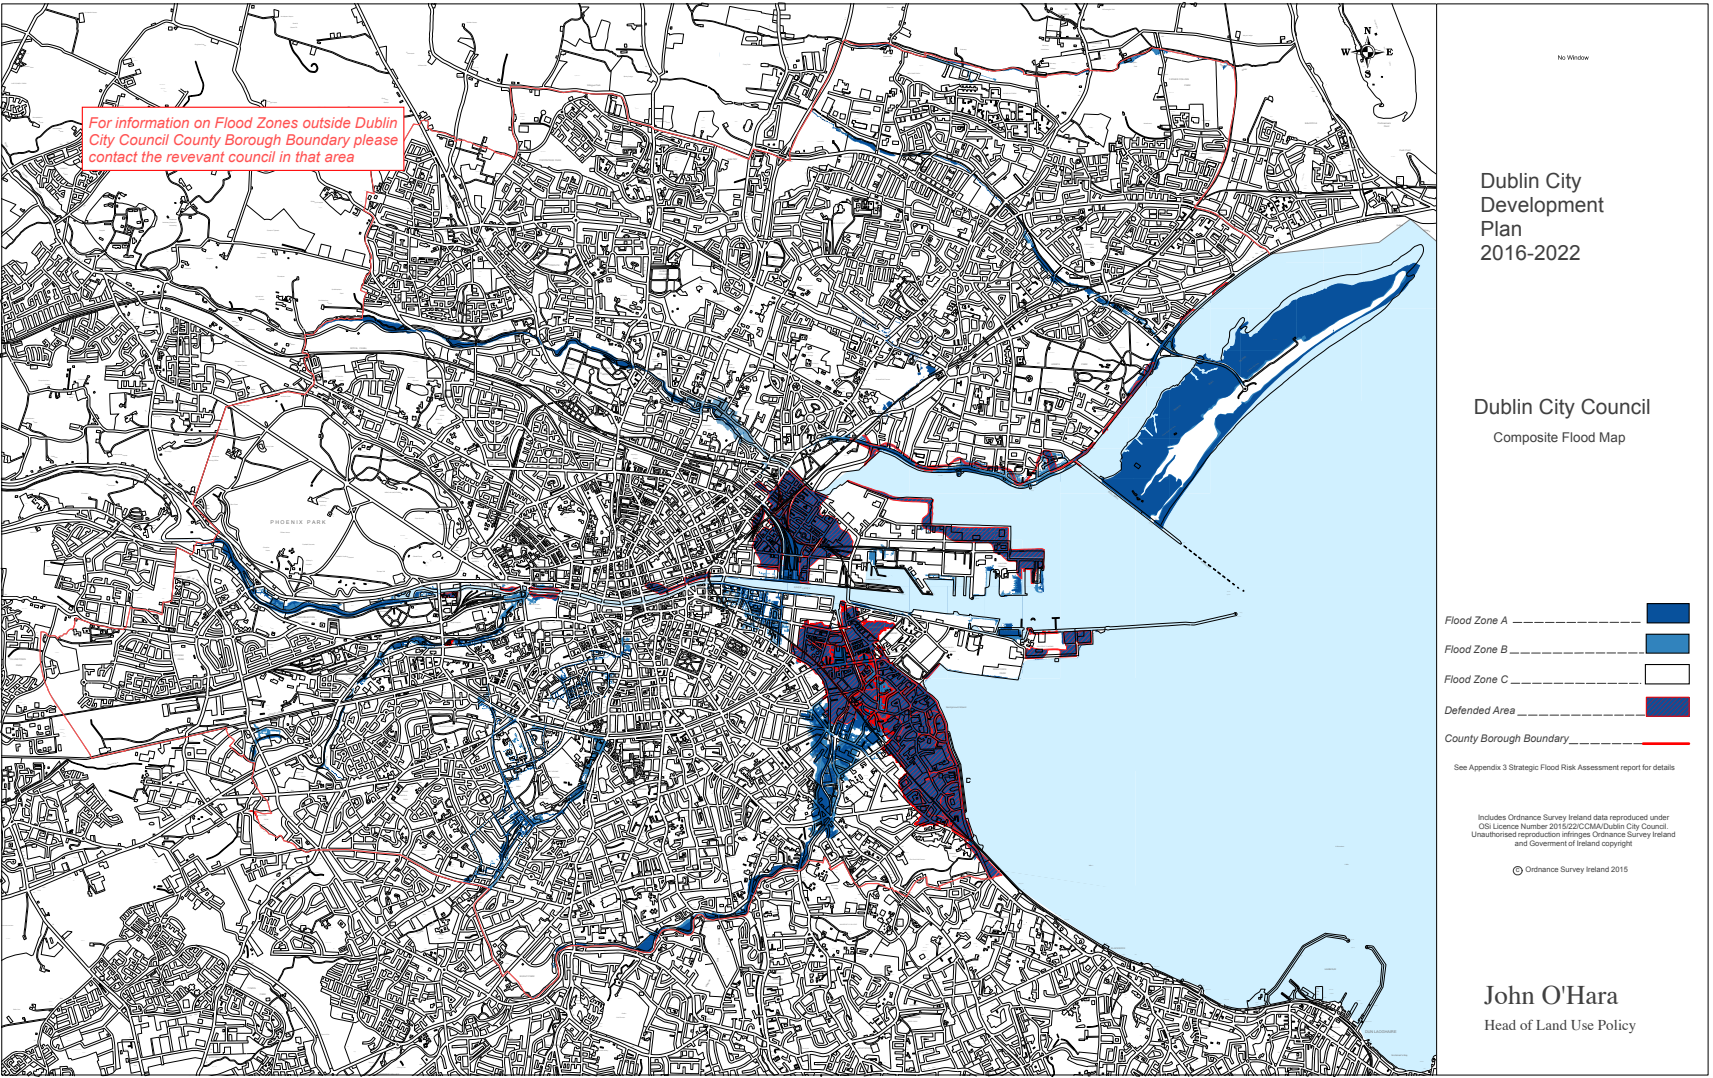 For information on Flood Zones outside Dublin
City Council County Borough Boundary please
contact the revevant council in that area
PHOENIX PARK
N
W
E
S
No Window
Dublin City
Development
Plan
2016-2022
Dublin City Council
Composite Flood Map
Flood Zone A
Flood Zone B
Flood Zone C
Defended Area
County Borough Boundary
See Appendix 3 Strategic Flood Risk Assessment report for details
Includes Ordnance Survey Ireland data reproduced under
OSi Licence Number 2015/22/CCMA/Dublin City Council.
Unauthorised reproduction infringes Ordnance Survey Ireland
and Goverment of Ireland copyright
© Ordnance Survey Ireland 2015
John O'Hara
Head of Land Use Policy